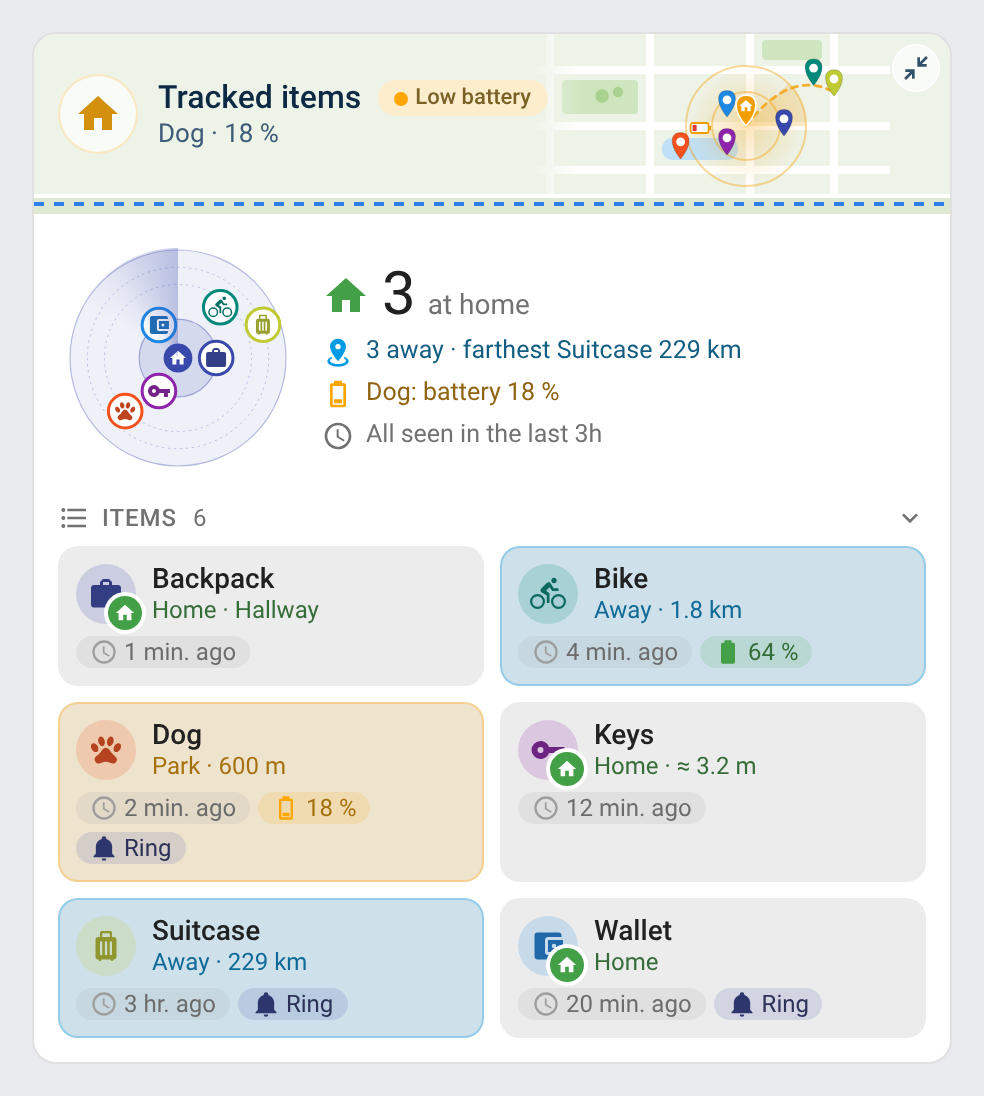 Tracked items
Low battery
Dog · 18 %
3 at home
3 away · farthest Suitcase 229 km
Dog: battery 18 %
All seen in the last 3h
ITEMS 6
Backpack
Home · Hallway
1 min. ago
Bike
Away · 1.8 km
4 min. ago
64 %
Dog
Park · 600 m
2 min. ago
18 %
Ring
Keys
Home · ≈ 3.2 m
12 min. ago
Suitcase
Away · 229 km
3 hr. ago
Ring
Wallet
Home
20 min. ago
Ring